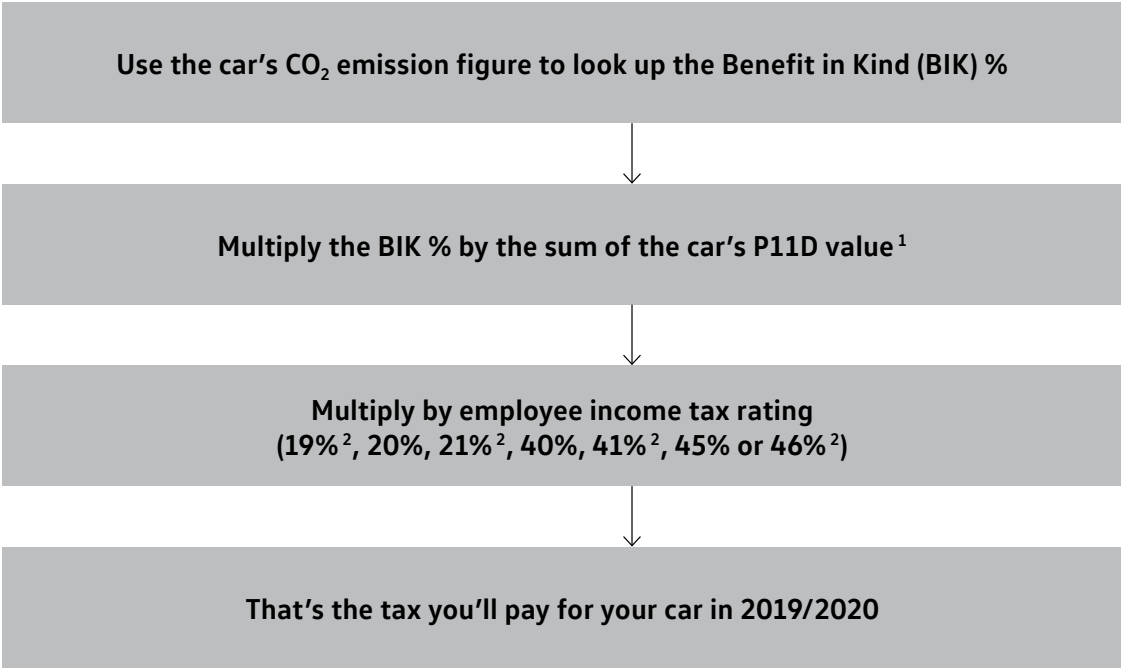 Use the car’s CO₂ emission figure to look up the Benefit in Kind (BIK) %
Multiply the BIK % by the sum of the car’s P11D value ¹
Multiply by employee income tax rating
(19% ², 20%, 21% ², 40%, 41% ², 45% or 46% ²)
That’s the tax you’ll pay for your car in 2019/2020